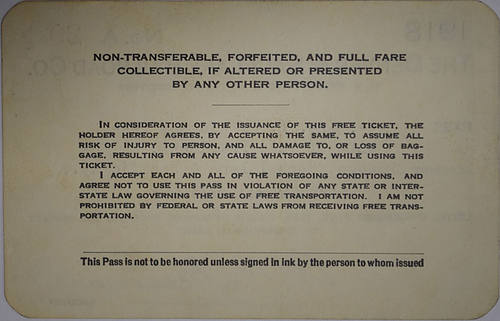 NON-TRANSFERABLE, FORFEITED, AND FULL FARE
COLLECTIBLE, IF ALTERED OR PRESENTED
BY ANY OTHER PERSON.
IN CONSIDERATION OF THE ISSUANCE OF THIS FREE TICKET, THE
HOLDER HEREOF AGREES, BY ACCEPTING THE SAME, TO ASSUME ALL
RISK OF INJURY TO PERSON, AND ALL DAMAGE TO, OR LOSS OF BAG-
GAGE, RESULTING FROM ANY CAUSE WHATSOEVER, WHILE USING THIS
TICKET.
I ACCEPT EACH AND ALL OF THE FOREGOING CONDITIONS, AND
AGREE NOT TO USE THIS PASS IN VIOLATION OF ANY STATE OR INTER-
STATE LAW GOVERNING THE USE OF FREE TRANSPORTATION. I AM NOT
PROHIBITED BY FEDERAL OR STATE LAWS FROM RECEIVING FREE TRANS-
PORTATION.
This Pass is not to be honored unless signed in ink by the person to whom issued